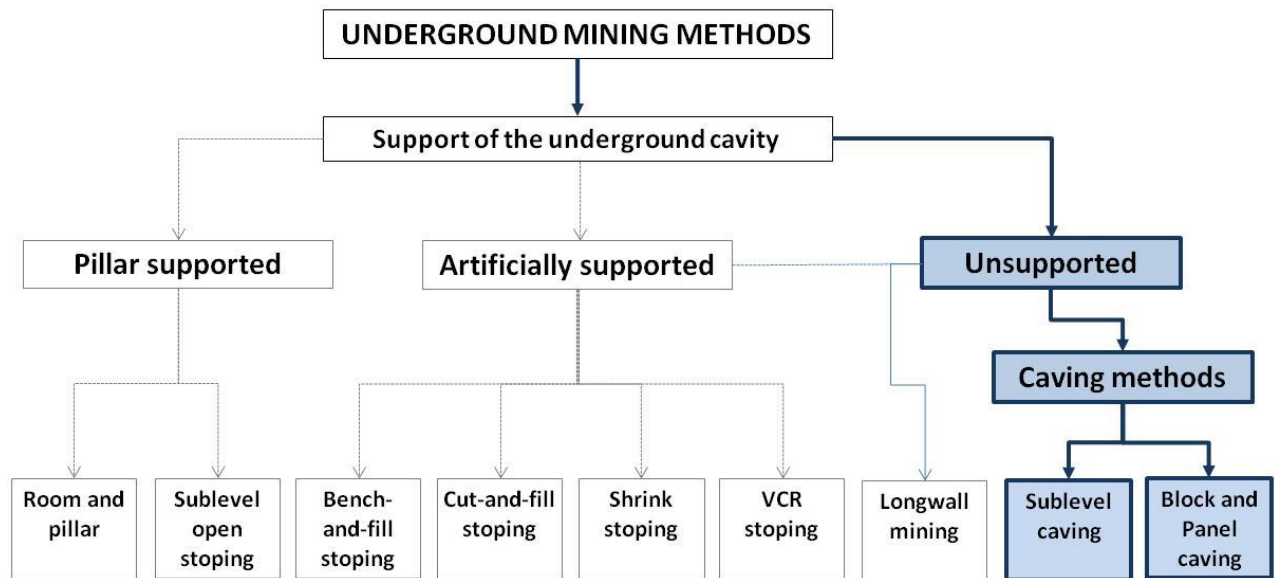 UNDERGROUND MINING METHODS
Support of the underground cavity
Pillar supported
Artificially supported
Unsupported
Caving methods
Room and
pillar
Sublevel
open
stoping
Bench-
and-fill
stoping
Cut-and-fill
stoping
Shrink
stoping
VCR
stoping
Longwall
mining
Sublevel
caving
Block and
Panel
caving